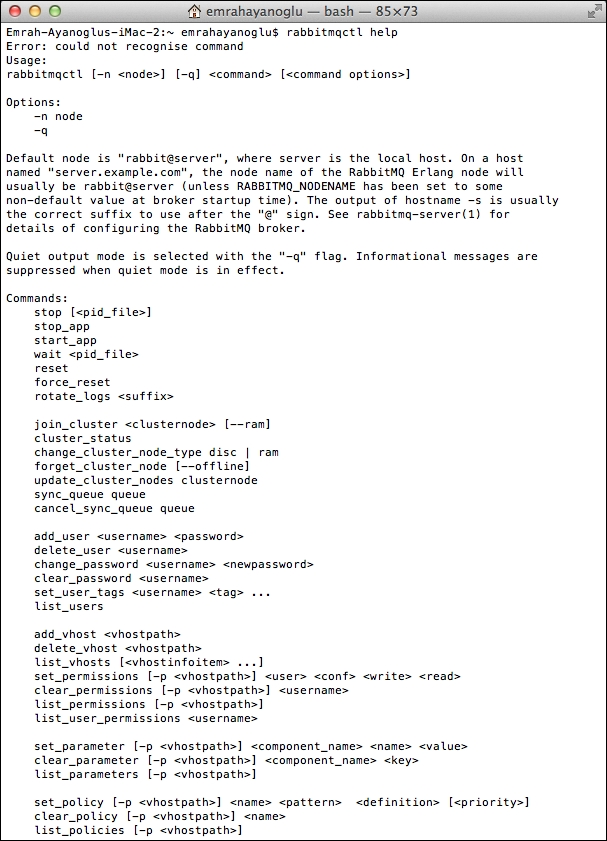 emrahayanoglu — bash — 85×73
Emrah-Ayanoglus-iMac-2:~ emrahayanoglu$ rabbitmqctl help
Error: could not recognise command
Usage:
rabbitmqctl [-n <node>] [-q] <command> [<command options>]

Options:
    -n node
    -q

Default node is "rabbit@server", where server is the local host. On a host
named "server.example.com", the node name of the RabbitMQ Erlang node will
usually be rabbit@server (unless RABBITMQ_NODENAME has been set to some
non-default value at broker startup time). The output of hostname -s is usually
the correct suffix to use after the "@" sign. See rabbitmq-server(1) for
details of configuring the RabbitMQ broker.

Quiet output mode is selected with the "-q" flag. Informational messages are
suppressed when quiet mode is in effect.

Commands:
    stop [<pid_file>]
    stop_app
    start_app
    wait <pid_file>
    reset
    force_reset
    rotate_logs <suffix>

    join_cluster <clusternode> [--ram]
    cluster_status
    change_cluster_node_type disc | ram
    forget_cluster_node [--offline]
    update_cluster_nodes clusternode
    sync_queue queue
    cancel_sync_queue queue

    add_user <username> <password>
    delete_user <username>
    change_password <username> <newpassword>
    clear_password <username>
    set_user_tags <username> <tag> ...
    list_users

    add_vhost <vhostpath>
    delete_vhost <vhostpath>
    list_vhosts [<vhostinfoitem> ...]
    set_permissions [-p <vhostpath>] <user> <conf> <write> <read>
    clear_permissions [-p <vhostpath>] <username>
    list_permissions [-p <vhostpath>]
    list_user_permissions <username>

    set_parameter [-p <vhostpath>] <component_name> <name> <value>
    clear_parameter [-p <vhostpath>] <component_name> <key>
    list_parameters [-p <vhostpath>]

    set_policy [-p <vhostpath>] <name> <pattern>  <definition> [<priority>]
    clear_policy [-p <vhostpath>] <name>
    list_policies [-p <vhostpath>]